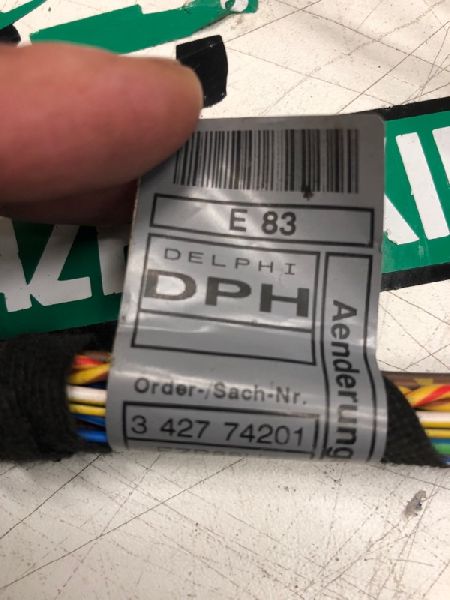 E 83
DELPHI
DPH
Aenderung
Order-/Sach-Nr.
3 427 74201